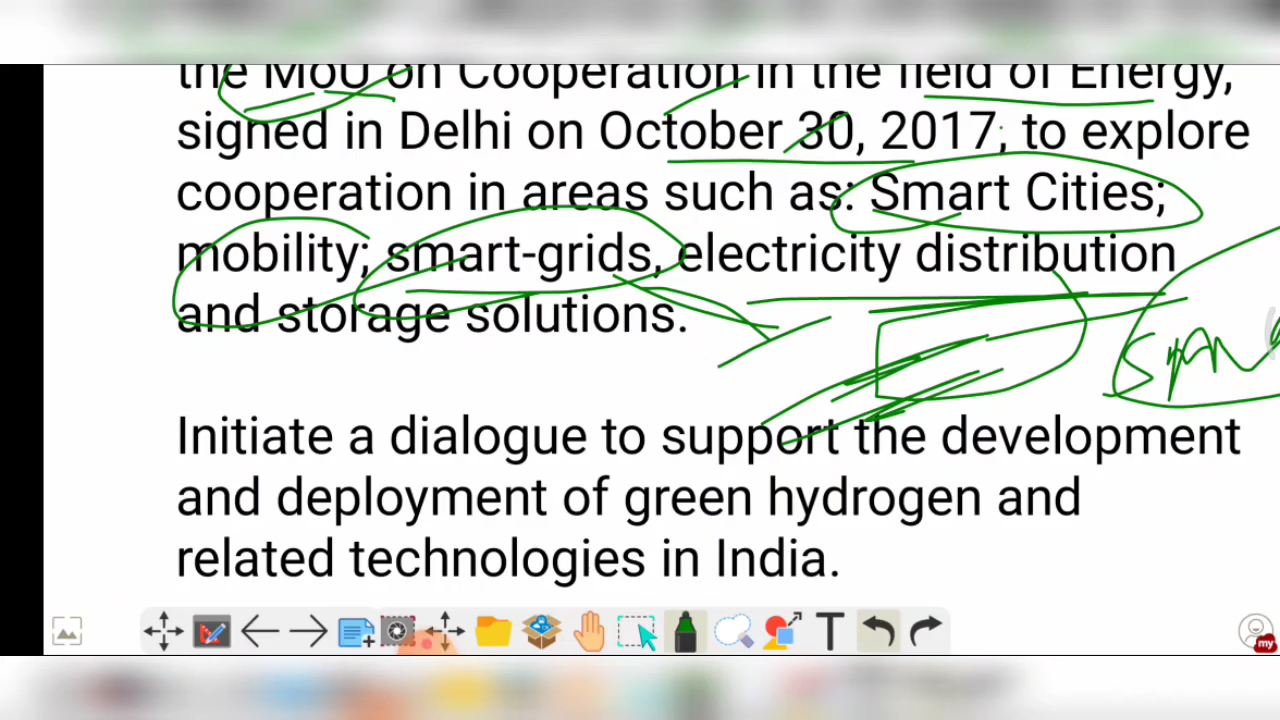 the MoU on Cooperation in the field of Energy,
signed in Delhi on October 30, 2017; to explore
cooperation in areas such as: Smart Cities;
mobility; smart-grids, electricity distribution
and storage solutions.
Initiate a dialogue to support the development
and deployment of green hydrogen and
related technologies in India.
T
my